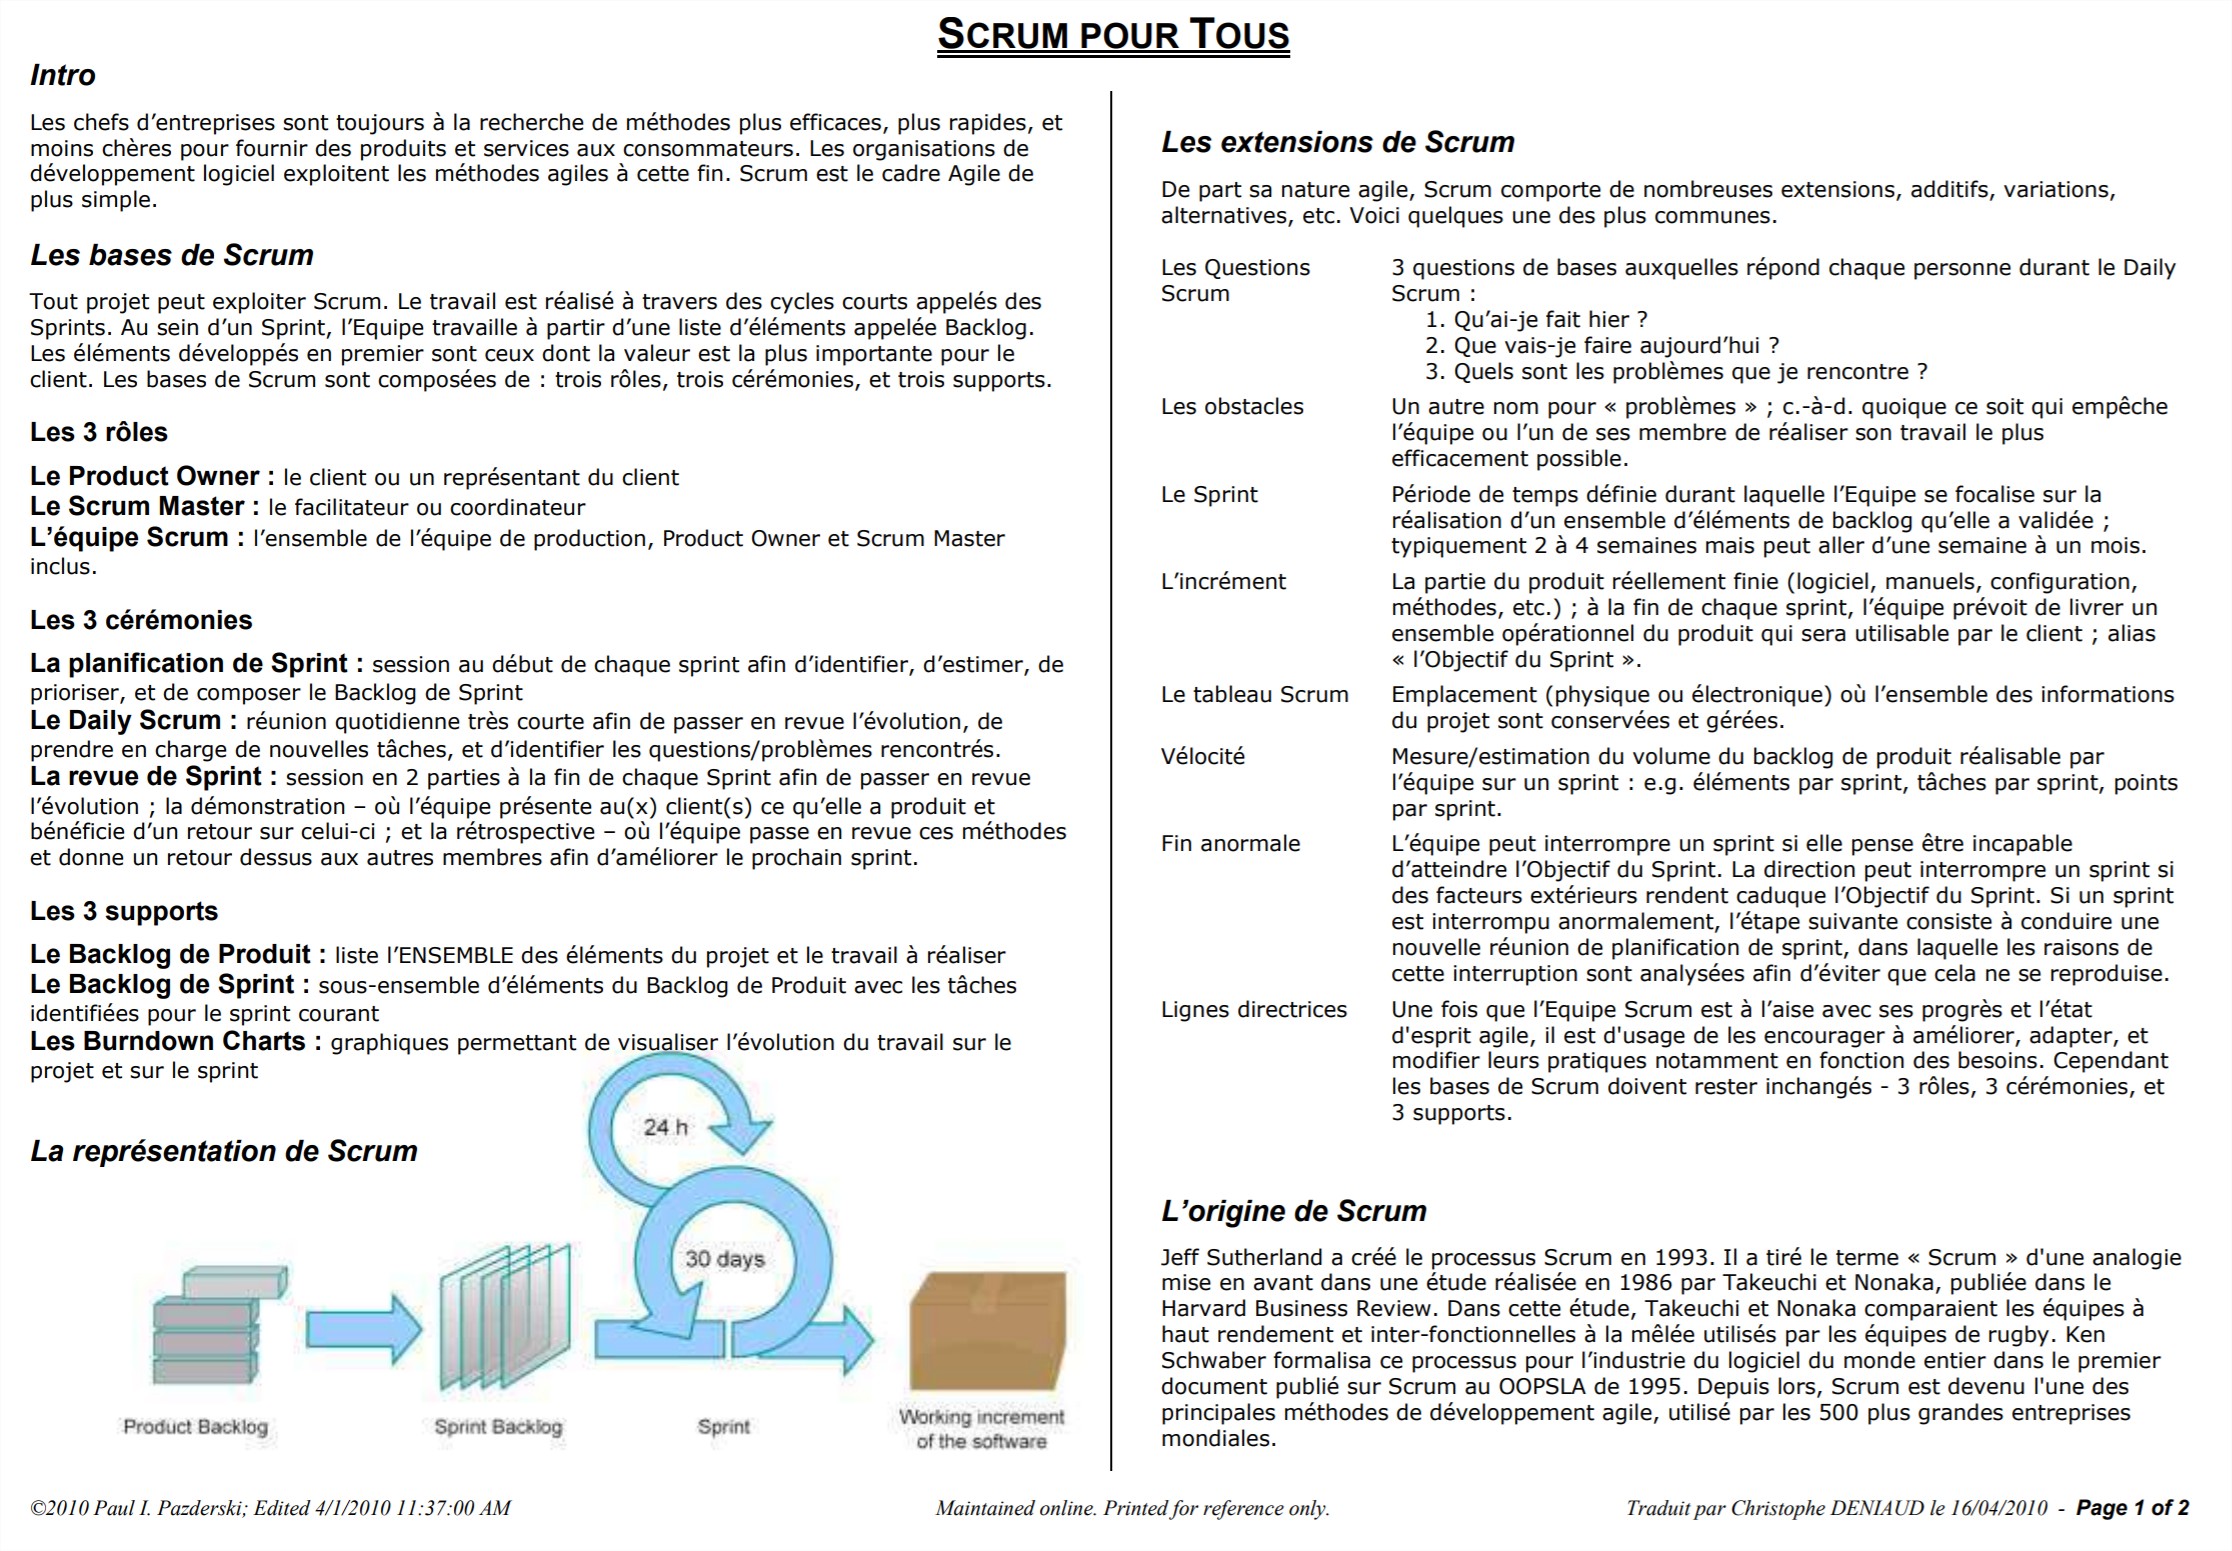 SCRUM POUR TOUS
Intro
Les chefs d’entreprises sont toujours à la recherche de méthodes plus efficaces, plus rapides, et
moins chères pour fournir des produits et services aux consommateurs. Les organisations de
développement logiciel exploitent les méthodes agiles à cette fin. Scrum est le cadre Agile de
plus simple.
Les bases de Scrum
Tout projet peut exploiter Scrum. Le travail est réalisé à travers des cycles courts appelés des
Sprints. Au sein d’un Sprint, l’Equipe travaille à partir d’une liste d’éléments appelée Backlog.
Les éléments développés en premier sont ceux dont la valeur est la plus importante pour le
client. Les bases de Scrum sont composées de : trois rôles, trois cérémonies, et trois supports.
Les 3 rôles
Le Product Owner : le client ou un représentant du client
Le Scrum Master : le facilitateur ou coordinateur
L’équipe Scrum : l’ensemble de l’équipe de production, Product Owner et Scrum Master
inclus.
Les 3 cérémonies
La planification de Sprint : session au début de chaque sprint afin d’identifier, d’estimer, de
prioriser, et de composer le Backlog de Sprint
Le Daily Scrum : réunion quotidienne très courte afin de passer en revue l’évolution, de
prendre en charge de nouvelles tâches, et d’identifier les questions/problèmes rencontrés.
La revue de Sprint : session en 2 parties à la fin de chaque Sprint afin de passer en revue
l’évolution ; la démonstration – où l’équipe présente au(x) client(s) ce qu’elle a produit et
bénéficie d’un retour sur celui-ci ; et la rétrospective – où l’équipe passe en revue ces méthodes
et donne un retour dessus aux autres membres afin d’améliorer le prochain sprint.
Les 3 supports
Le Backlog de Produit : liste l’ENSEMBLE des éléments du projet et le travail à réaliser
Le Backlog de Sprint : sous-ensemble d’éléments du Backlog de Produit avec les tâches
identifiées pour le sprint courant
Les Burndown Charts : graphiques permettant de visualiser l’évolution du travail sur le
projet et sur le sprint
La représentation de Scrum
24 h
30 days
Product Backlog
Sprint Backlog
Sprint
Working increment
of the software
Les extensions de Scrum
De part sa nature agile, Scrum comporte de nombreuses extensions, additifs, variations,
alternatives, etc. Voici quelques une des plus communes.
Les Questions 3 questions de bases auxquelles répond chaque personne durant le Daily
Scrum Scrum :
1. Qu’ai-je fait hier ?
2. Que vais-je faire aujourd’hui ?
3. Quels sont les problèmes que je rencontre ?
Les obstacles Un autre nom pour « problèmes » ; c.-à-d. quoique ce soit qui empêche
l’équipe ou l’un de ses membre de réaliser son travail le plus
efficacement possible.
Le Sprint Période de temps définie durant laquelle l’Equipe se focalise sur la
réalisation d’un ensemble d’éléments de backlog qu’elle a validée ;
typiquement 2 à 4 semaines mais peut aller d’une semaine à un mois.
L’incrément La partie du produit réellement finie (logiciel, manuels, configuration,
méthodes, etc.) ; à la fin de chaque sprint, l’équipe prévoit de livrer un
ensemble opérationnel du produit qui sera utilisable par le client ; alias
« l’Objectif du Sprint ».
Le tableau Scrum Emplacement (physique ou électronique) où l’ensemble des informations
du projet sont conservées et gérées.
Vélocité Mesure/estimation du volume du backlog de produit réalisable par
l’équipe sur un sprint : e.g. éléments par sprint, tâches par sprint, points
par sprint.
Fin anormale L’équipe peut interrompre un sprint si elle pense être incapable
d’atteindre l’Objectif du Sprint. La direction peut interrompre un sprint si
des facteurs extérieurs rendent caduque l’Objectif du Sprint. Si un sprint
est interrompu anormalement, l’étape suivante consiste à conduire une
nouvelle réunion de planification de sprint, dans laquelle les raisons de
cette interruption sont analysées afin d’éviter que cela ne se reproduise.
Lignes directrices Une fois que l’Equipe Scrum est à l’aise avec ses progrès et l’état
d'esprit agile, il est d'usage de les encourager à améliorer, adapter, et
modifier leurs pratiques notamment en fonction des besoins. Cependant
les bases de Scrum doivent rester inchangés - 3 rôles, 3 cérémonies, et
3 supports.
L’origine de Scrum
Jeff Sutherland a créé le processus Scrum en 1993. Il a tiré le terme « Scrum » d'une analogie
mise en avant dans une étude réalisée en 1986 par Takeuchi et Nonaka, publiée dans le
Harvard Business Review. Dans cette étude, Takeuchi et Nonaka comparaient les équipes à
haut rendement et inter-fonctionnelles à la mêlée utilisés par les équipes de rugby. Ken
Schwaber formalisa ce processus pour l’industrie du logiciel du monde entier dans le premier
document publié sur Scrum au OOPSLA de 1995. Depuis lors, Scrum est devenu l'une des
principales méthodes de développement agile, utilisé par les 500 plus grandes entreprises
mondiales.
©2010 Paul I. Pazderski; Edited 4/1/2010 11:37:00 AM
Maintained online. Printed for reference only.
Traduit par Christophe DENIAUD le 16/04/2010 - Page 1 of 2